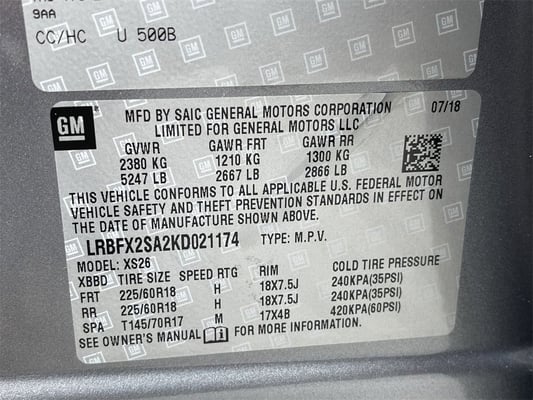 9AA
CC/HC U 500B
GM
MFD BY SAIC GENERAL MOTORS CORPORATION 07/18
LIMITED FOR GENERAL MOTORS LLC
GVWR GAWR FRT GAWR RR
2380 KG 1210 KG 1300 KG
5247 LB 2667 LB 2866 LB
THIS VEHICLE CONFORMS TO ALL APPLICABLE U.S. FEDERAL MOTOR
VEHICLE SAFETY AND THEFT PREVENTION STANDARDS IN EFFECT ON
THE DATE OF MANUFACTURE SHOWN ABOVE.
LRBFX2SA2KD021174 TYPE: M.P.V.
MODEL: XS26
XBBD TIRE SIZE SPEED RTG RIM COLD TIRE PRESSURE
FRT 225/60R18 H 18X7.5J 240KPA(35PSI)
RR 225/60R18 H 18X7.5J 240KPA(35PSI)
SPA T145/70R17 M 17X4B 420KPA(60PSI)
SEE OWNER'S MANUAL FOR MORE INFORMATION.